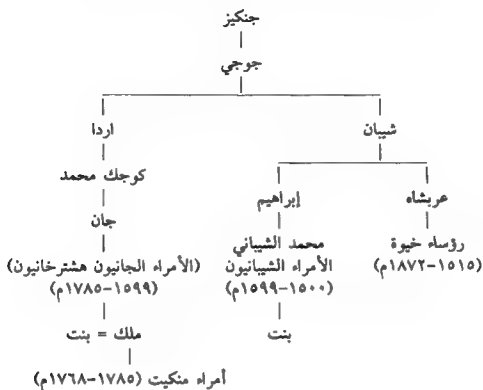 جنكيز
جوجي
اردا
شيبان
كوجك محمد
إبراهيم
عربشاه
جان
محمد الشيباني
رؤساء خيوة
(الأمراء الجانيون هشترخانيون)
الأمراء الشيبانيون
(١٥١٥-١٨٧٢م)
(١٥٩٩-١٧٨٥م)
(١٥٠٠-١٥٩٩م)
ملك = بنت
بنت
أمراء منكيت (١٧٨٥-١٧٦٨م)